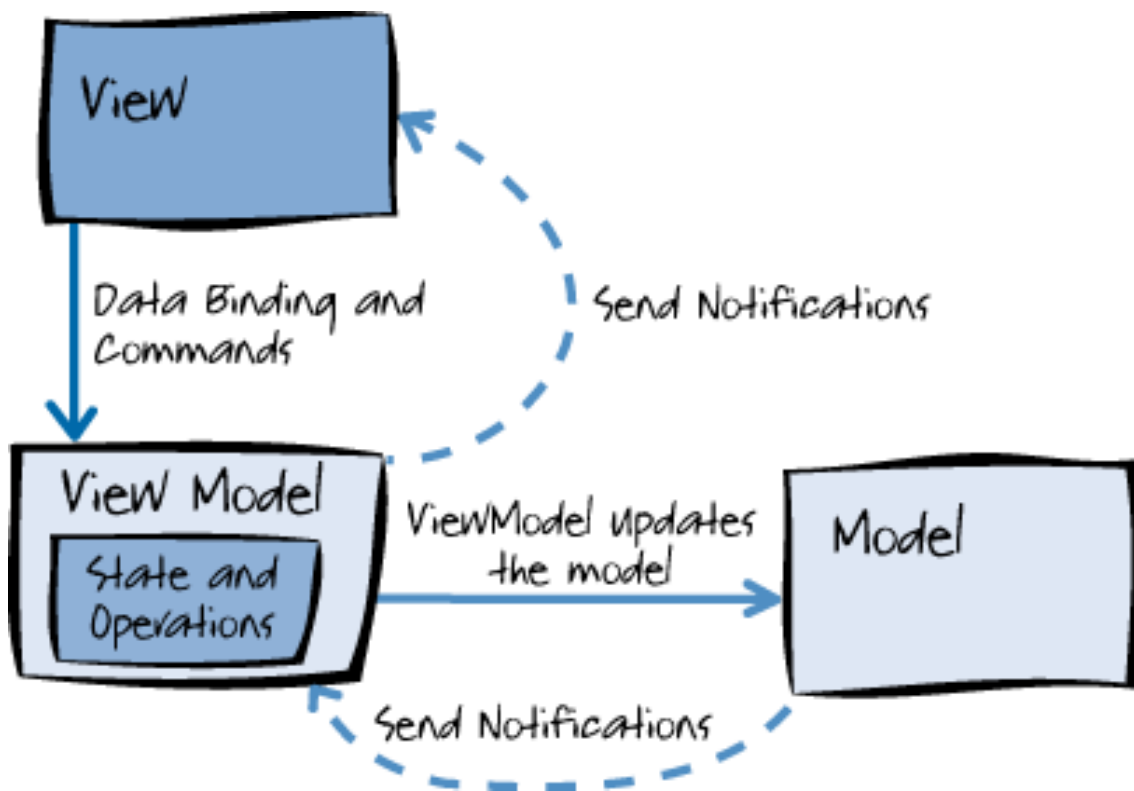 View
Data Binding and
Commands
Send Notifications
View Model
State and
Operations
ViewModel updates
the model
Model
Send Notifications